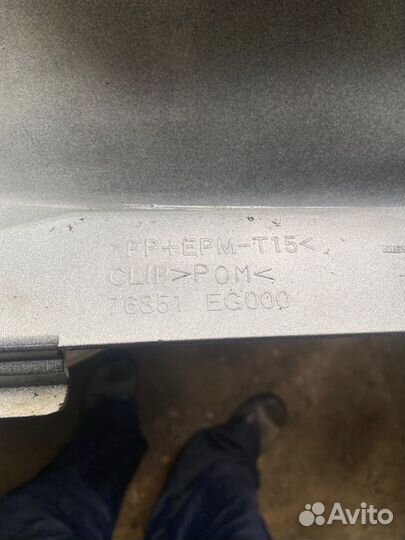 >PP+EPM-T15<
CLIP>POM<
76851 EG000
Avito